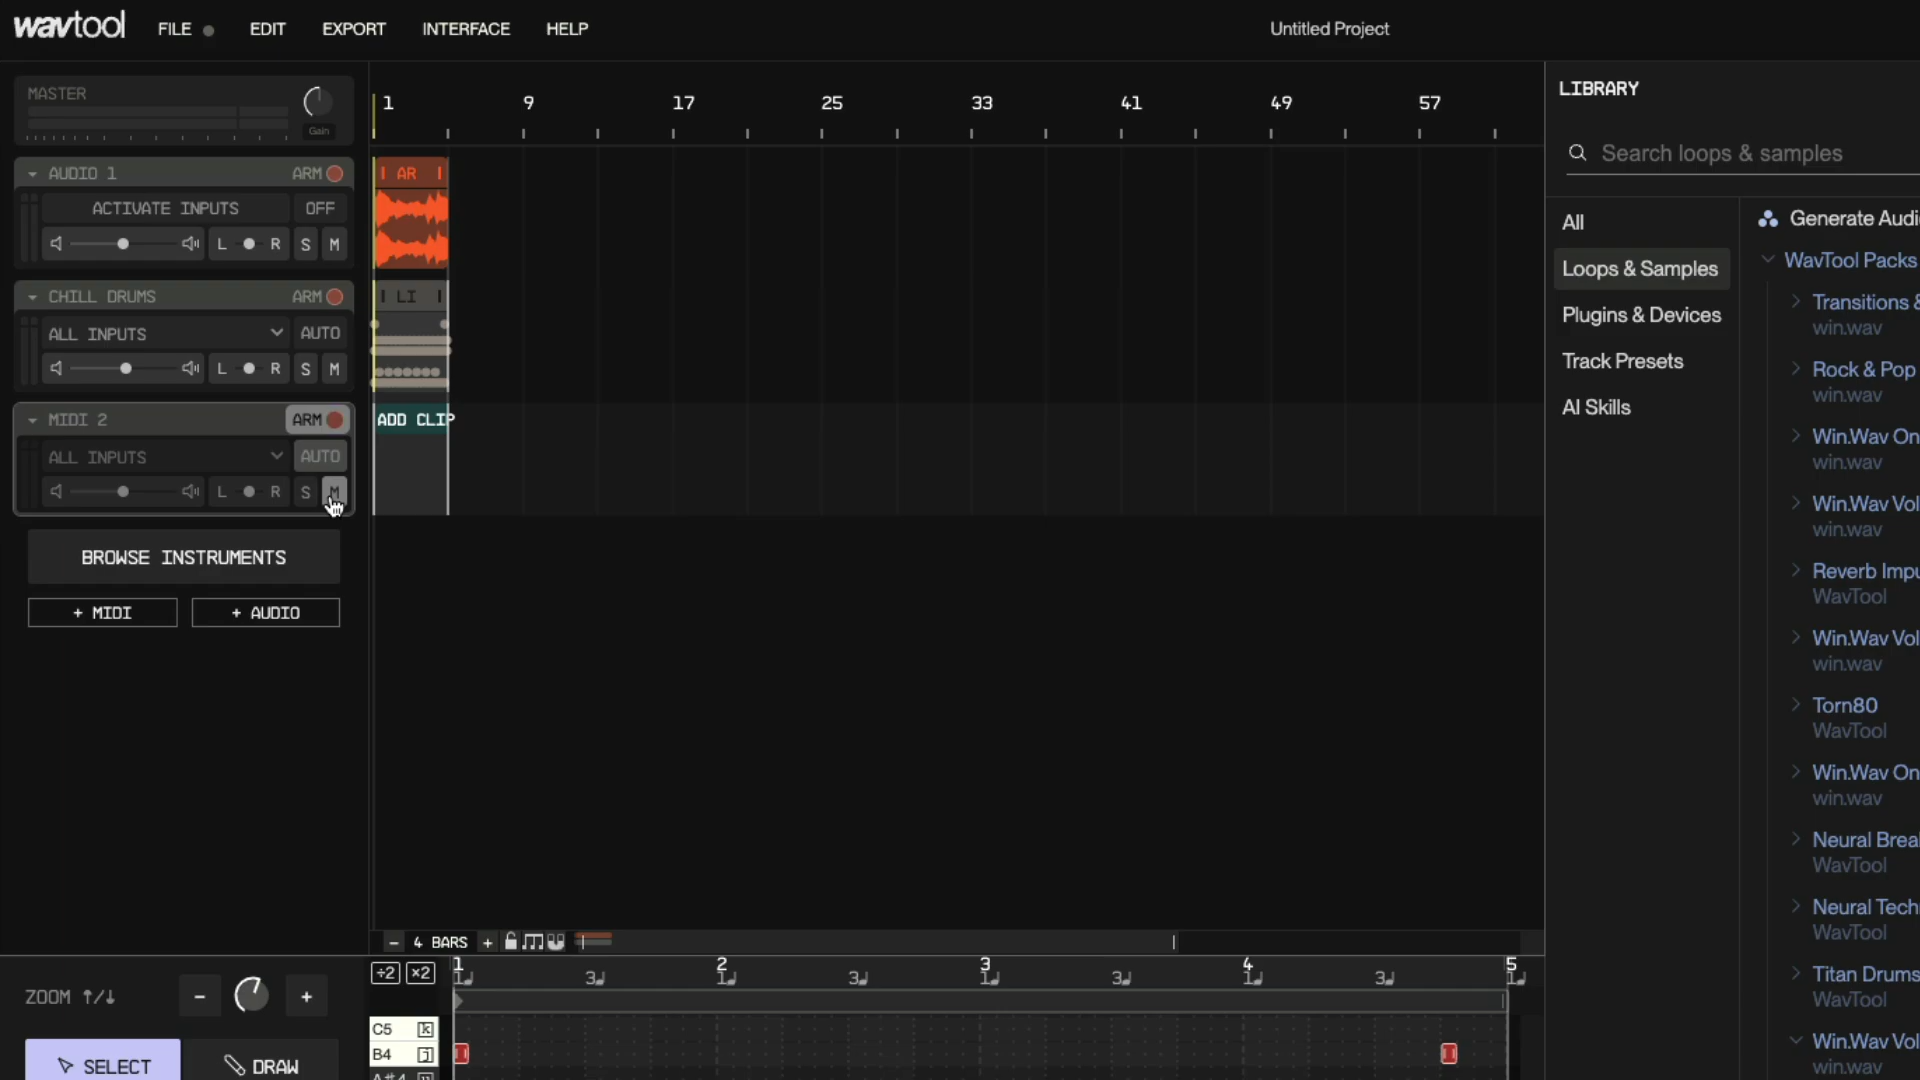 wavtool FILE EDIT EXPORT INTERFACE HELP
Untitled Project
MASTER
Gain
AUDIO 1 ARM
ACTIVATE INPUTS OFF
L R S M
CHILL DRUMS ARM
ALL INPUTS AUTO
L R S M
MIDI 2 ARM
ALL INPUTS AUTO
L R S M
BROWSE INSTRUMENTS
+ MIDI + AUDIO
1 9 17 25 33 41 49 57
AR
LI
ADD CLIP
LIBRARY
Search loops & samples
All
Loops & Samples
Plugins & Devices
Track Presets
AI Skills
Generate Audi
WavTool Packs
Transitions &
win.wav
Rock & Pop
win.wav
Win.Wav On
win.wav
Win.Wav Vol
win.wav
Reverb Impu
WavTool
Win.Wav Vol
win.wav
Torn80
WavTool
Win.Wav On
win.wav
Neural Brea
WavTool
Neural Tech
WavTool
Titan Drums
WavTool
Win.Wav Vol
win.wav
- 4 BARS +
÷2 ×2
1 2 3 4 5
1 3 1 3 1 3 1 3 1
ZOOM ↑/↓ - +
SELECT DRAW
C5 k
B4 j
A#4